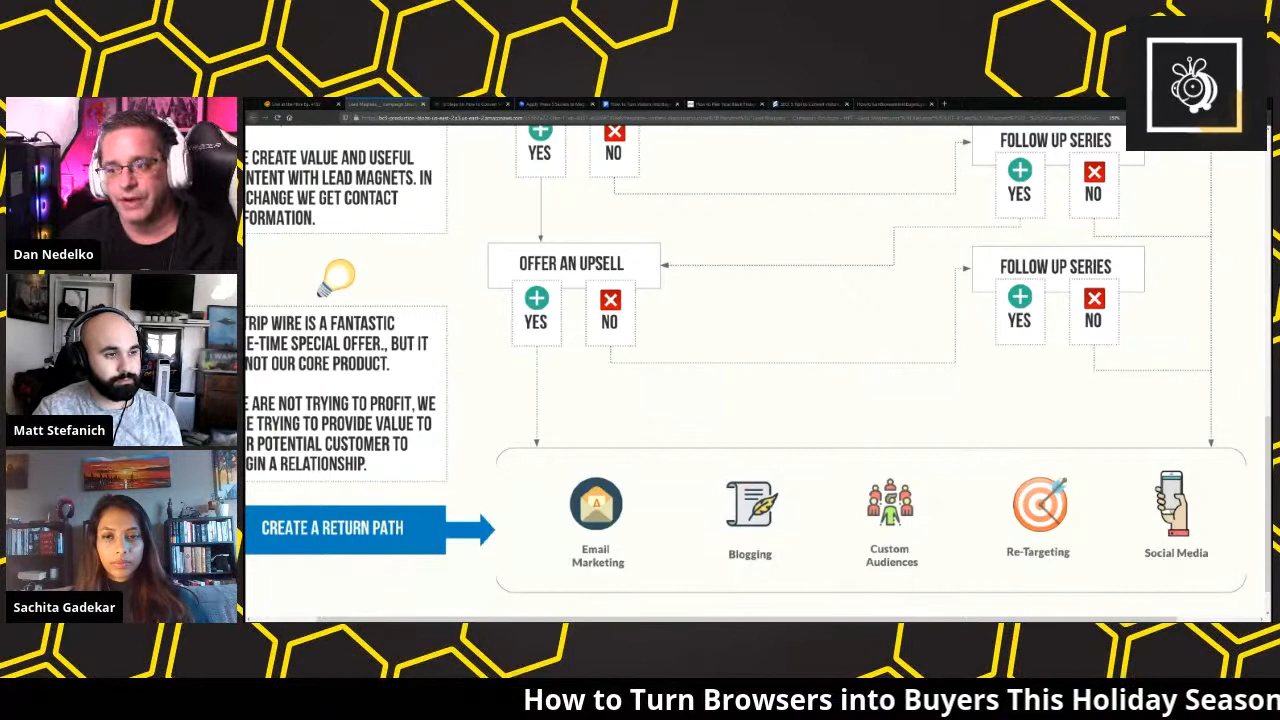 YES
NO
FOLLOW UP SERIES
YES
NO
E CREATE VALUE AND USEFUL
NTENT WITH LEAD MAGNETS. IN
CHANGE WE GET CONTACT
FORMATION.
OFFER AN UPSELL
YES
NO
FOLLOW UP SERIES
YES
NO
TRIP WIRE IS A FANTASTIC
E-TIME SPECIAL OFFER., BUT IT
NOT OUR CORE PRODUCT.
E ARE NOT TRYING TO PROFIT, WE
E TRYING TO PROVIDE VALUE TO
R POTENTIAL CUSTOMER TO
GIN A RELATIONSHIP.
CREATE A RETURN PATH
Email
Marketing
Blogging
Custom
Audiences
Re-Targeting
Social Media
Dan Nedelko
Matt Stefanich
Sachita Gadekar
How to Turn Browsers into Buyers This Holiday Season